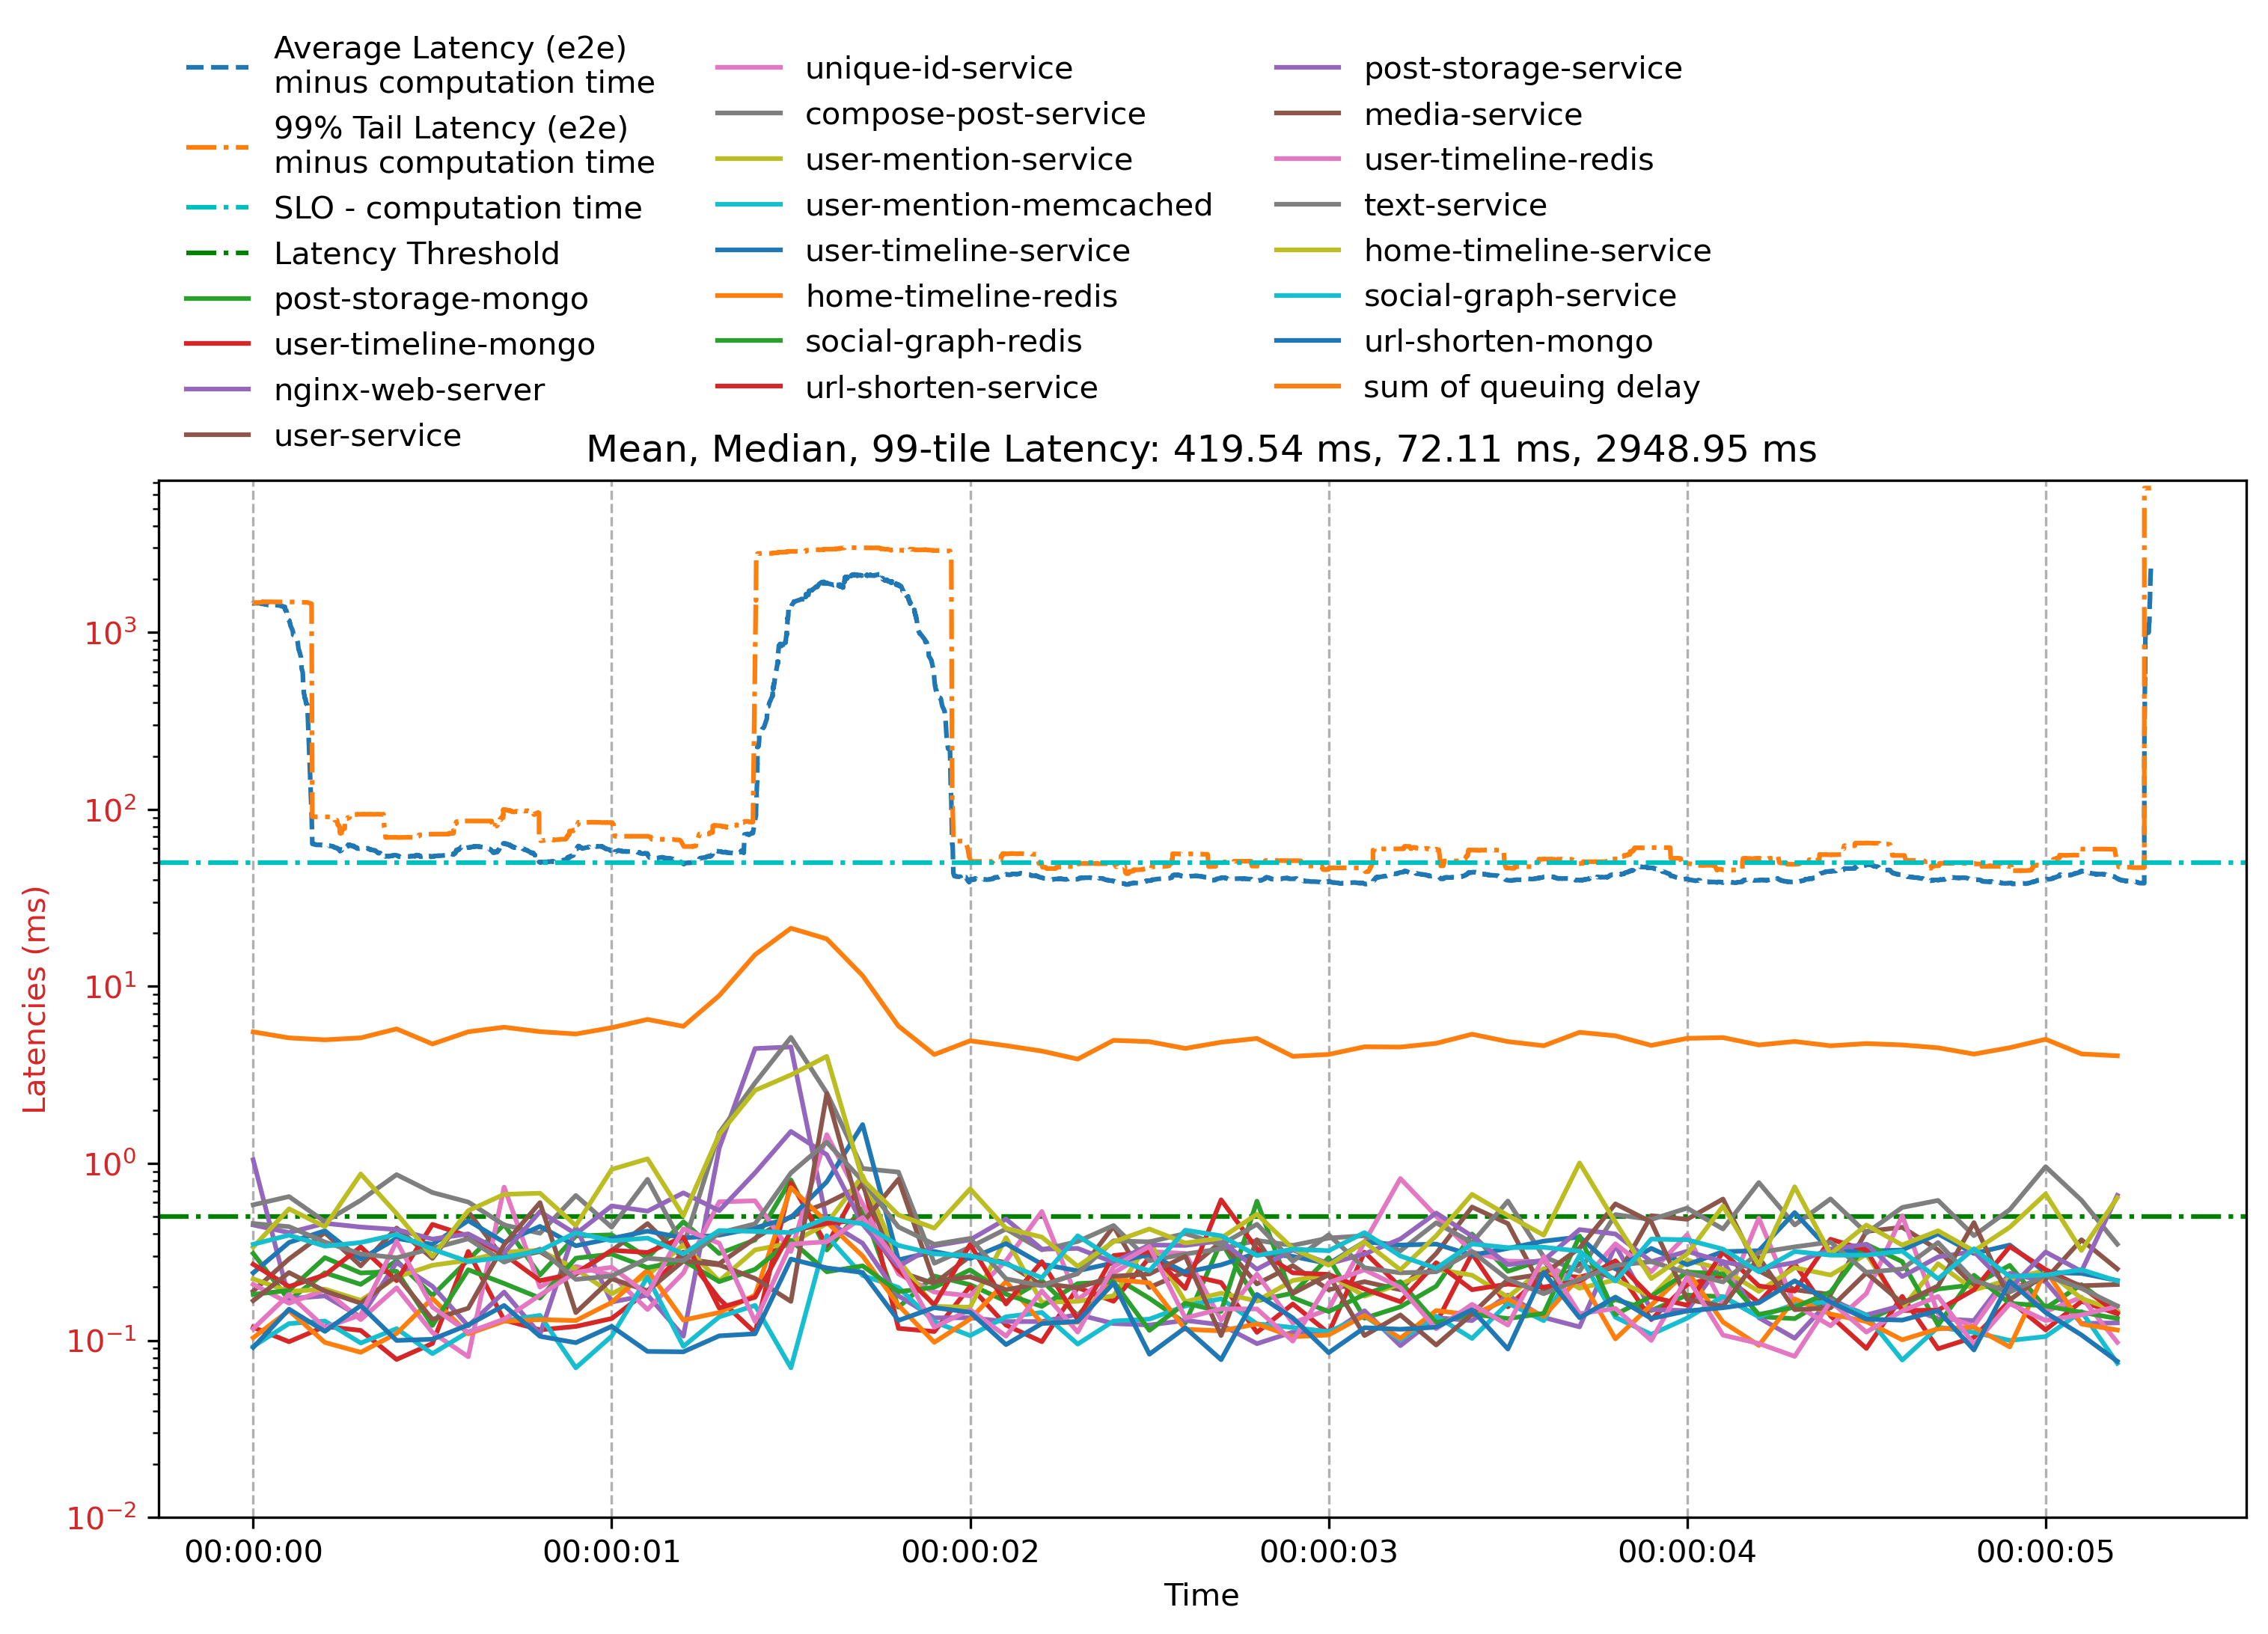 Average Latency (e2e)
minus computation time
99% Tail Latency (e2e)
minus computation time
SLO - computation time
Latency Threshold
post-storage-mongo
user-timeline-mongo
nginx-web-server
user-service
unique-id-service
compose-post-service
user-mention-service
user-mention-memcached
user-timeline-service
home-timeline-redis
social-graph-redis
url-shorten-service
post-storage-service
media-service
user-timeline-redis
text-service
home-timeline-service
social-graph-service
url-shorten-mongo
sum of queuing delay
Mean, Median, 99-tile Latency: 419.54 ms, 72.11 ms, 2948.95 ms
Latencies (ms)
10³
10²
10¹
10⁰
10⁻¹
10⁻²
00:00:00
00:00:01
00:00:02
00:00:03
00:00:04
00:00:05
Time